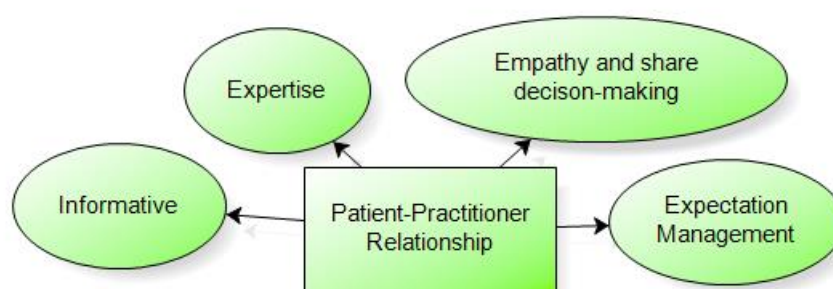 Expertise
Empathy and share
decison-making
Informative
Patient-Practitioner
Relationship
Expectation
Management